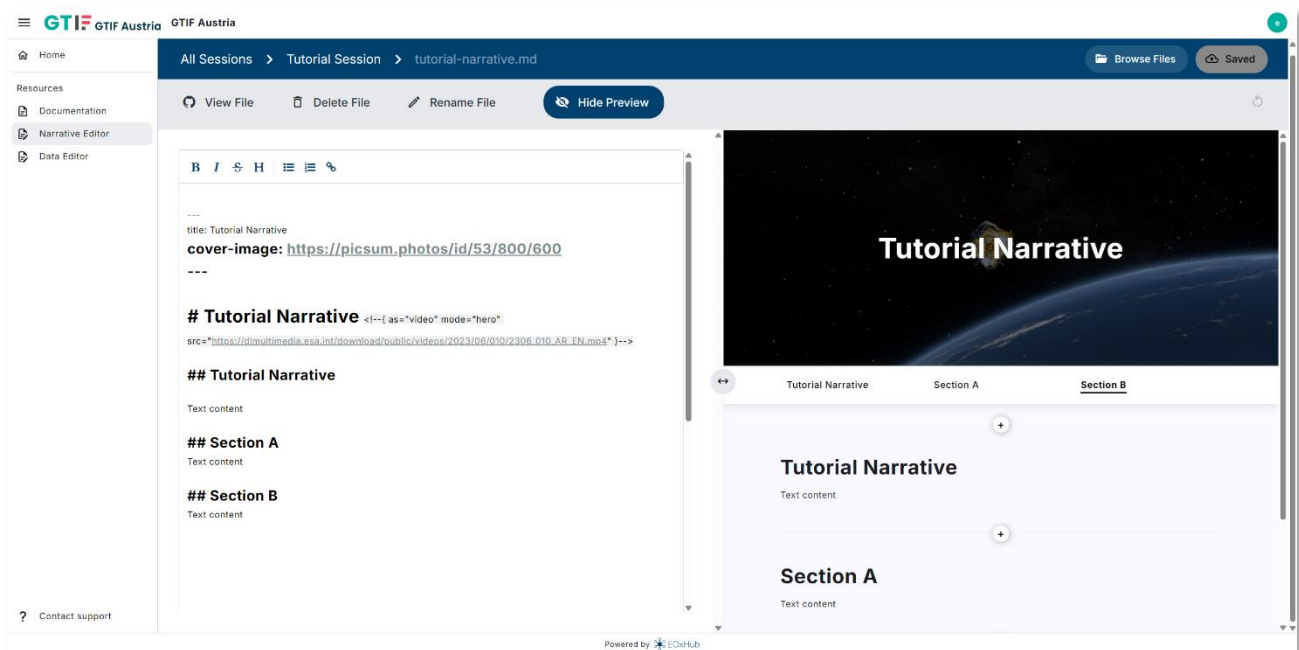 GTIF GTIF Austria GTIF Austria
e
Home
All Sessions > Tutorial Session > tutorial-narrative.md
Browse Files
Saved
Resources
Documentation
Narrative Editor
Data Editor
View File
Delete File
Rename File
Hide Preview
B I S H
---
title: Tutorial Narrative
cover-image: https://picsum.photos/id/53/800/600
---
# Tutorial Narrative <!--{ as="video" mode="hero"
src="https://dlmultimedia.esa.int/download/public/videos/2023/06/010/2306_010_AR_EN.mp4" }-->
## Tutorial Narrative
Text content
## Section A
Text content
## Section B
Text content
Tutorial Narrative
Tutorial Narrative Section A Section B
+
Tutorial Narrative
Text content
+
Section A
Text content
? Contact support
Powered by EOxHub